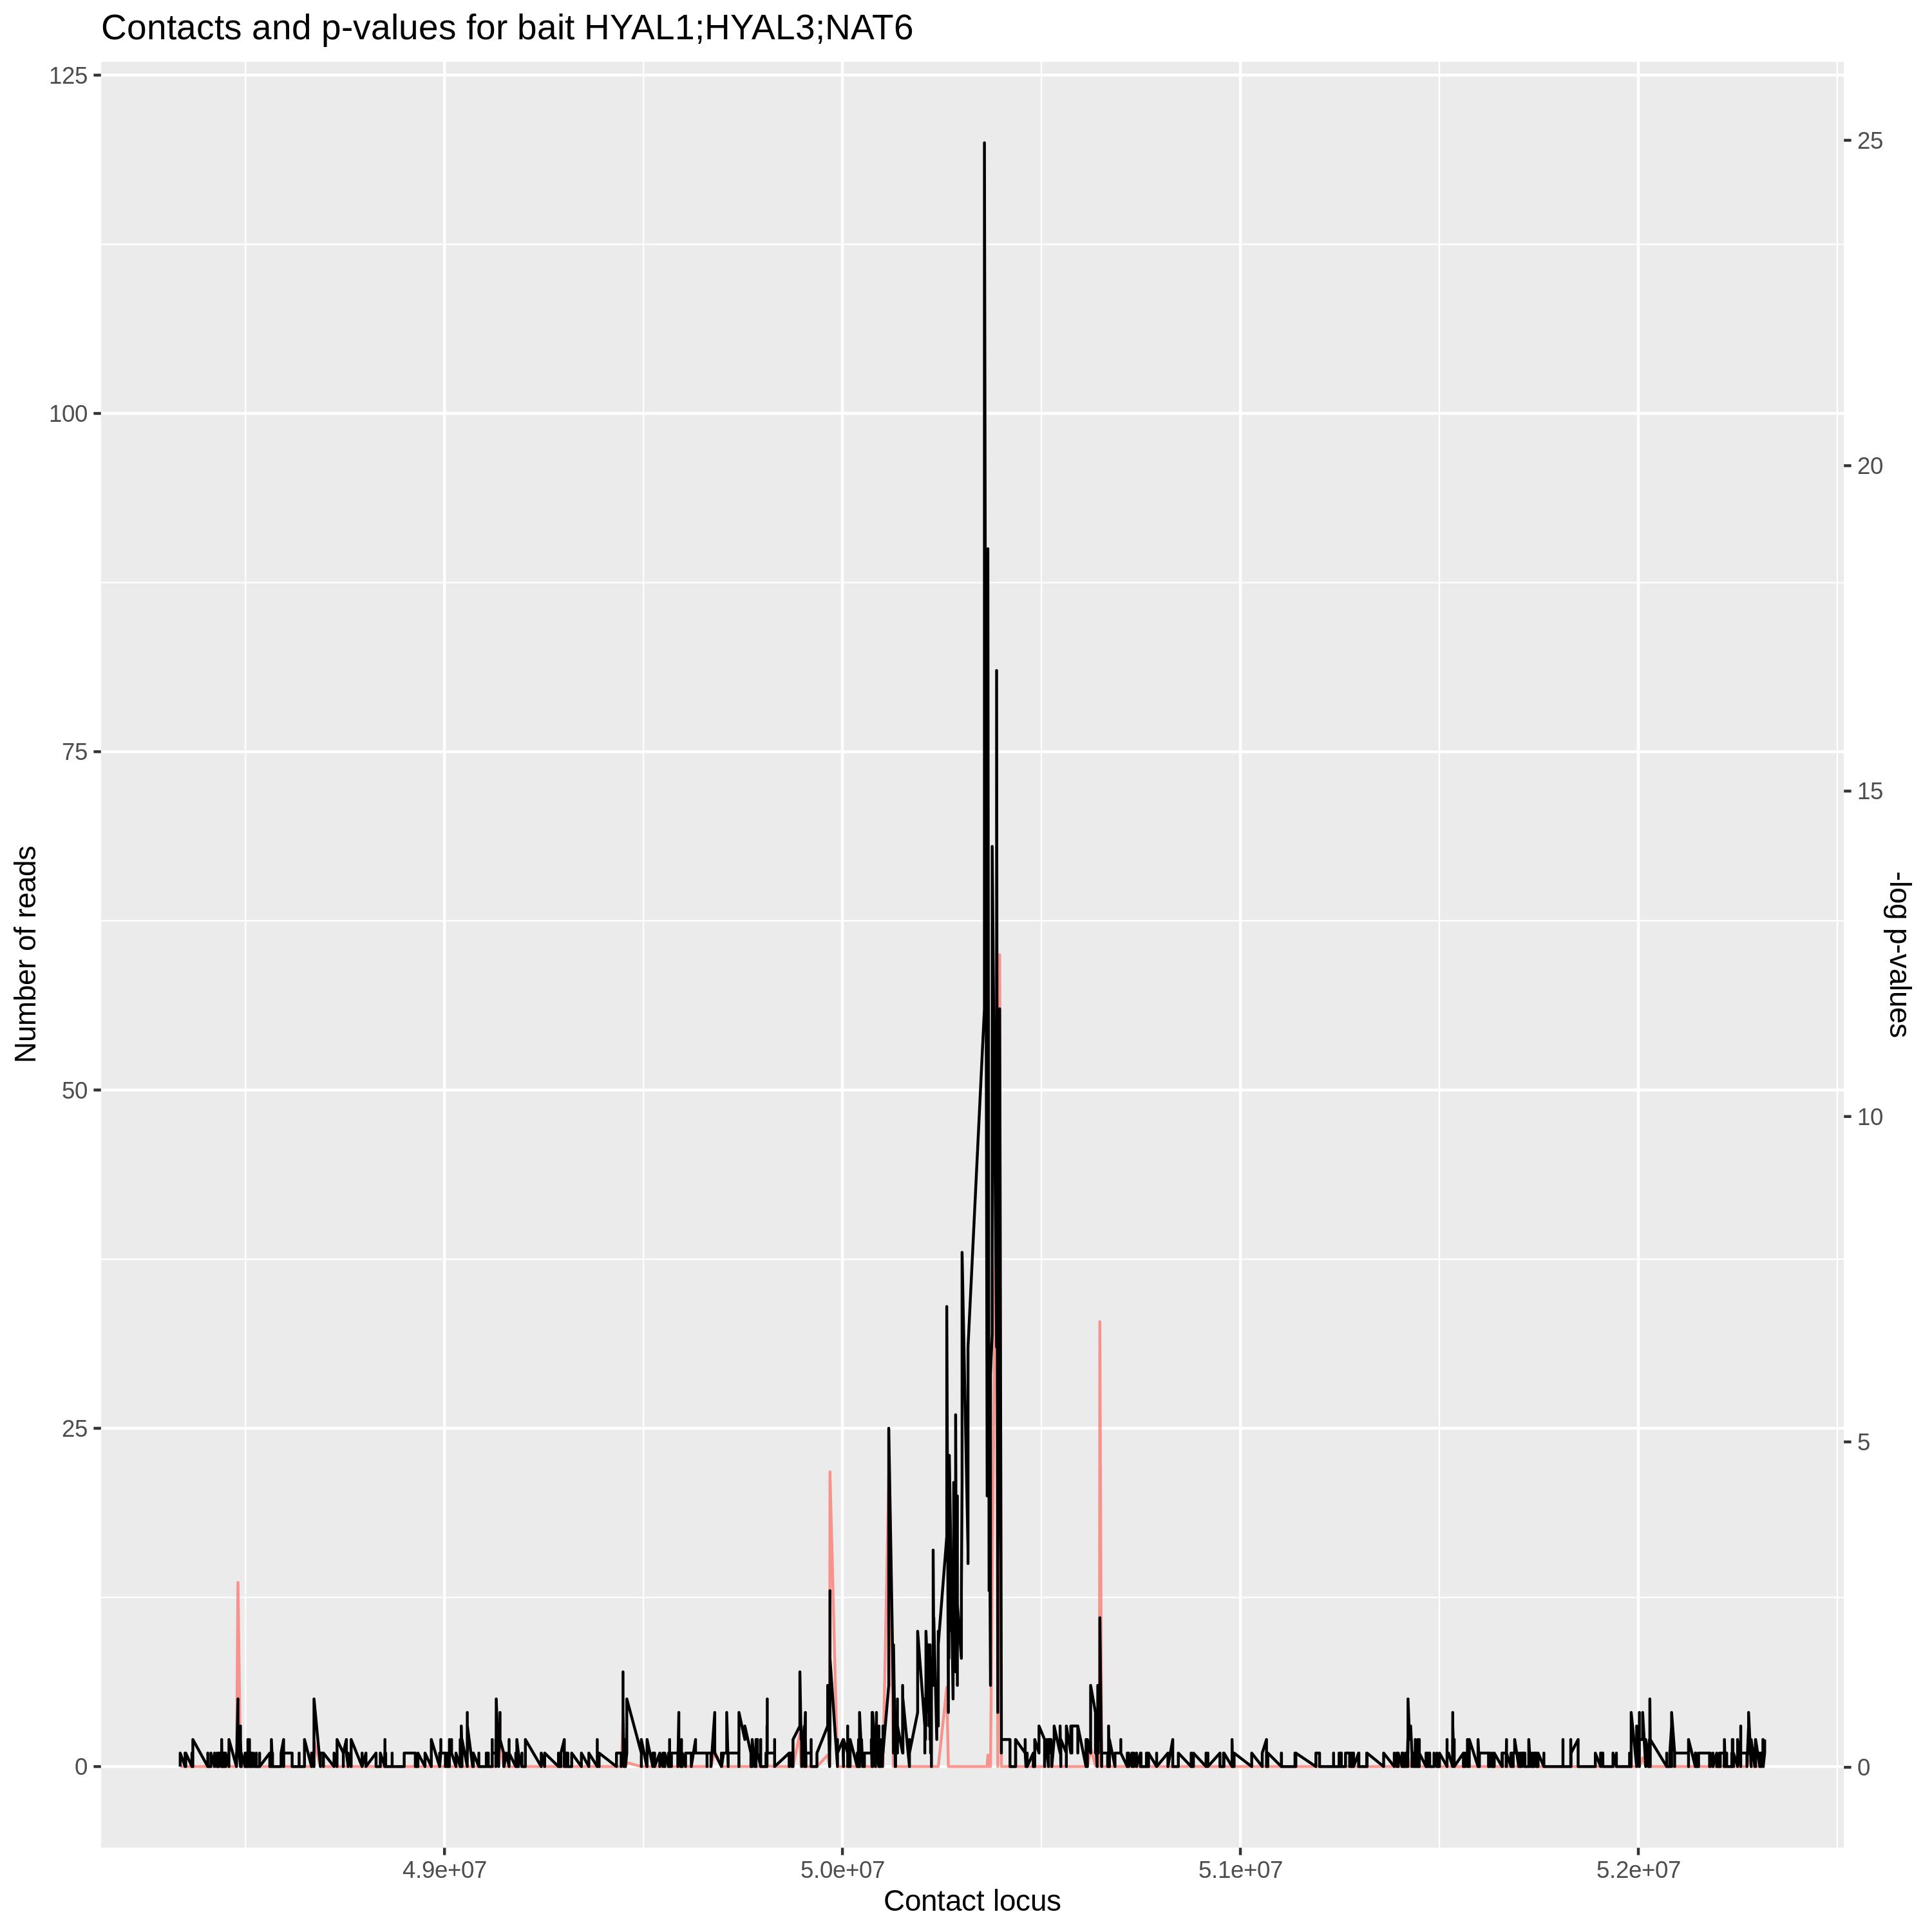 Contacts and p-values for bait HYAL1;HYAL3;NAT6
125
100
75
50
25
0
Number of reads
25
20
15
10
5
0
-log p-values
4.9e+07
5.0e+07
5.1e+07
5.2e+07
Contact locus